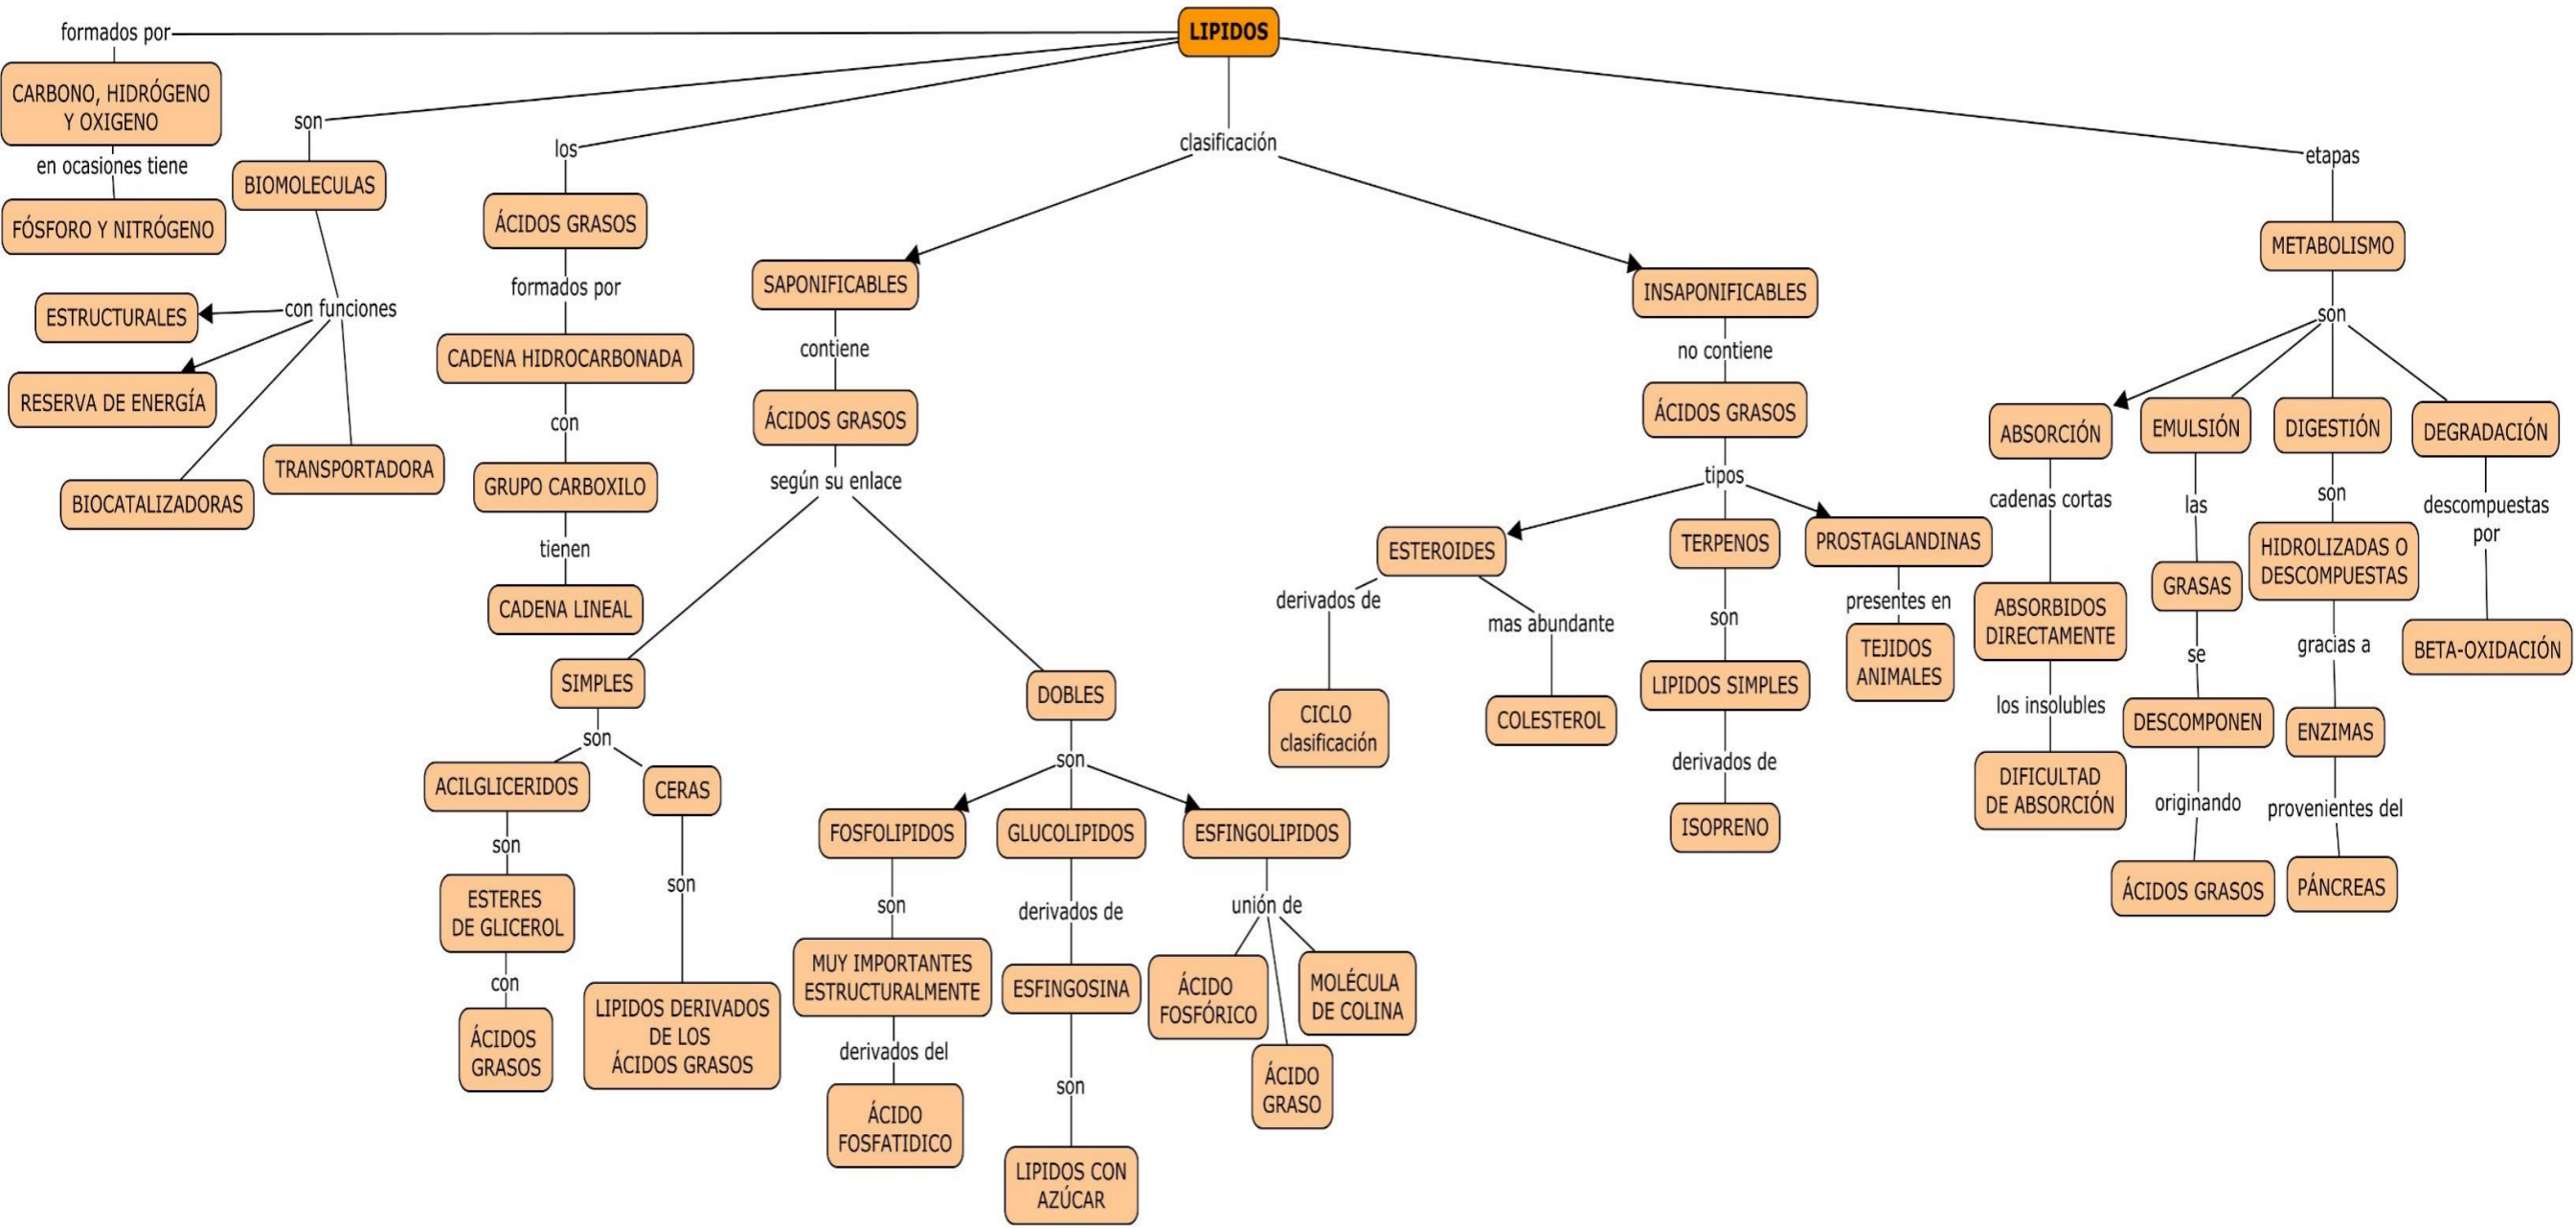 LIPIDOS
formados por
CARBONO, HIDRÓGENO
Y OXIGENO
en ocasiones tiene
FÓSFORO Y NITRÓGENO
son
BIOMOLECULAS
con funciones
ESTRUCTURALES
RESERVA DE ENERGÍA
BIOCATALIZADORAS
TRANSPORTADORA
los
ÁCIDOS GRASOS
formados por
CADENA HIDROCARBONADA
con
GRUPO CARBOXILO
tienen
CADENA LINEAL
clasificación
SAPONIFICABLES
contiene
ÁCIDOS GRASOS
según su enlace
SIMPLES
son
ACILGLICERIDOS
son
ESTERES
DE GLICEROL
con
ÁCIDOS
GRASOS
CERAS
son
LIPIDOS DERIVADOS
DE LOS
ÁCIDOS GRASOS
DOBLES
son
FOSFOLIPIDOS
son
MUY IMPORTANTES
ESTRUCTURALMENTE
derivados del
ÁCIDO
FOSFATIDICO
GLUCOLIPIDOS
derivados de
ESFINGOSINA
son
LIPIDOS CON
AZÚCAR
ESFINGOLIPIDOS
unión de
ÁCIDO
FOSFÓRICO
ÁCIDO
GRASO
MOLÉCULA
DE COLINA
INSAPONIFICABLES
no contiene
ÁCIDOS GRASOS
tipos
ESTEROIDES
derivados de
CICLO
clasificación
mas abundante
COLESTEROL
TERPENOS
son
LIPIDOS SIMPLES
derivados de
ISOPRENO
PROSTAGLANDINAS
presentes en
TEJIDOS
ANIMALES
etapas
METABOLISMO
son
ABSORCIÓN
cadenas cortas
ABSORBIDOS
DIRECTAMENTE
los insolubles
DIFICULTAD
DE ABSORCIÓN
EMULSIÓN
las
GRASAS
se
DESCOMPONEN
originando
ÁCIDOS GRASOS
DIGESTIÓN
son
HIDROLIZADAS O
DESCOMPUESTAS
gracias a
ENZIMAS
provenientes del
PÁNCREAS
DEGRADACIÓN
descompuestas
por
BETA-OXIDACIÓN